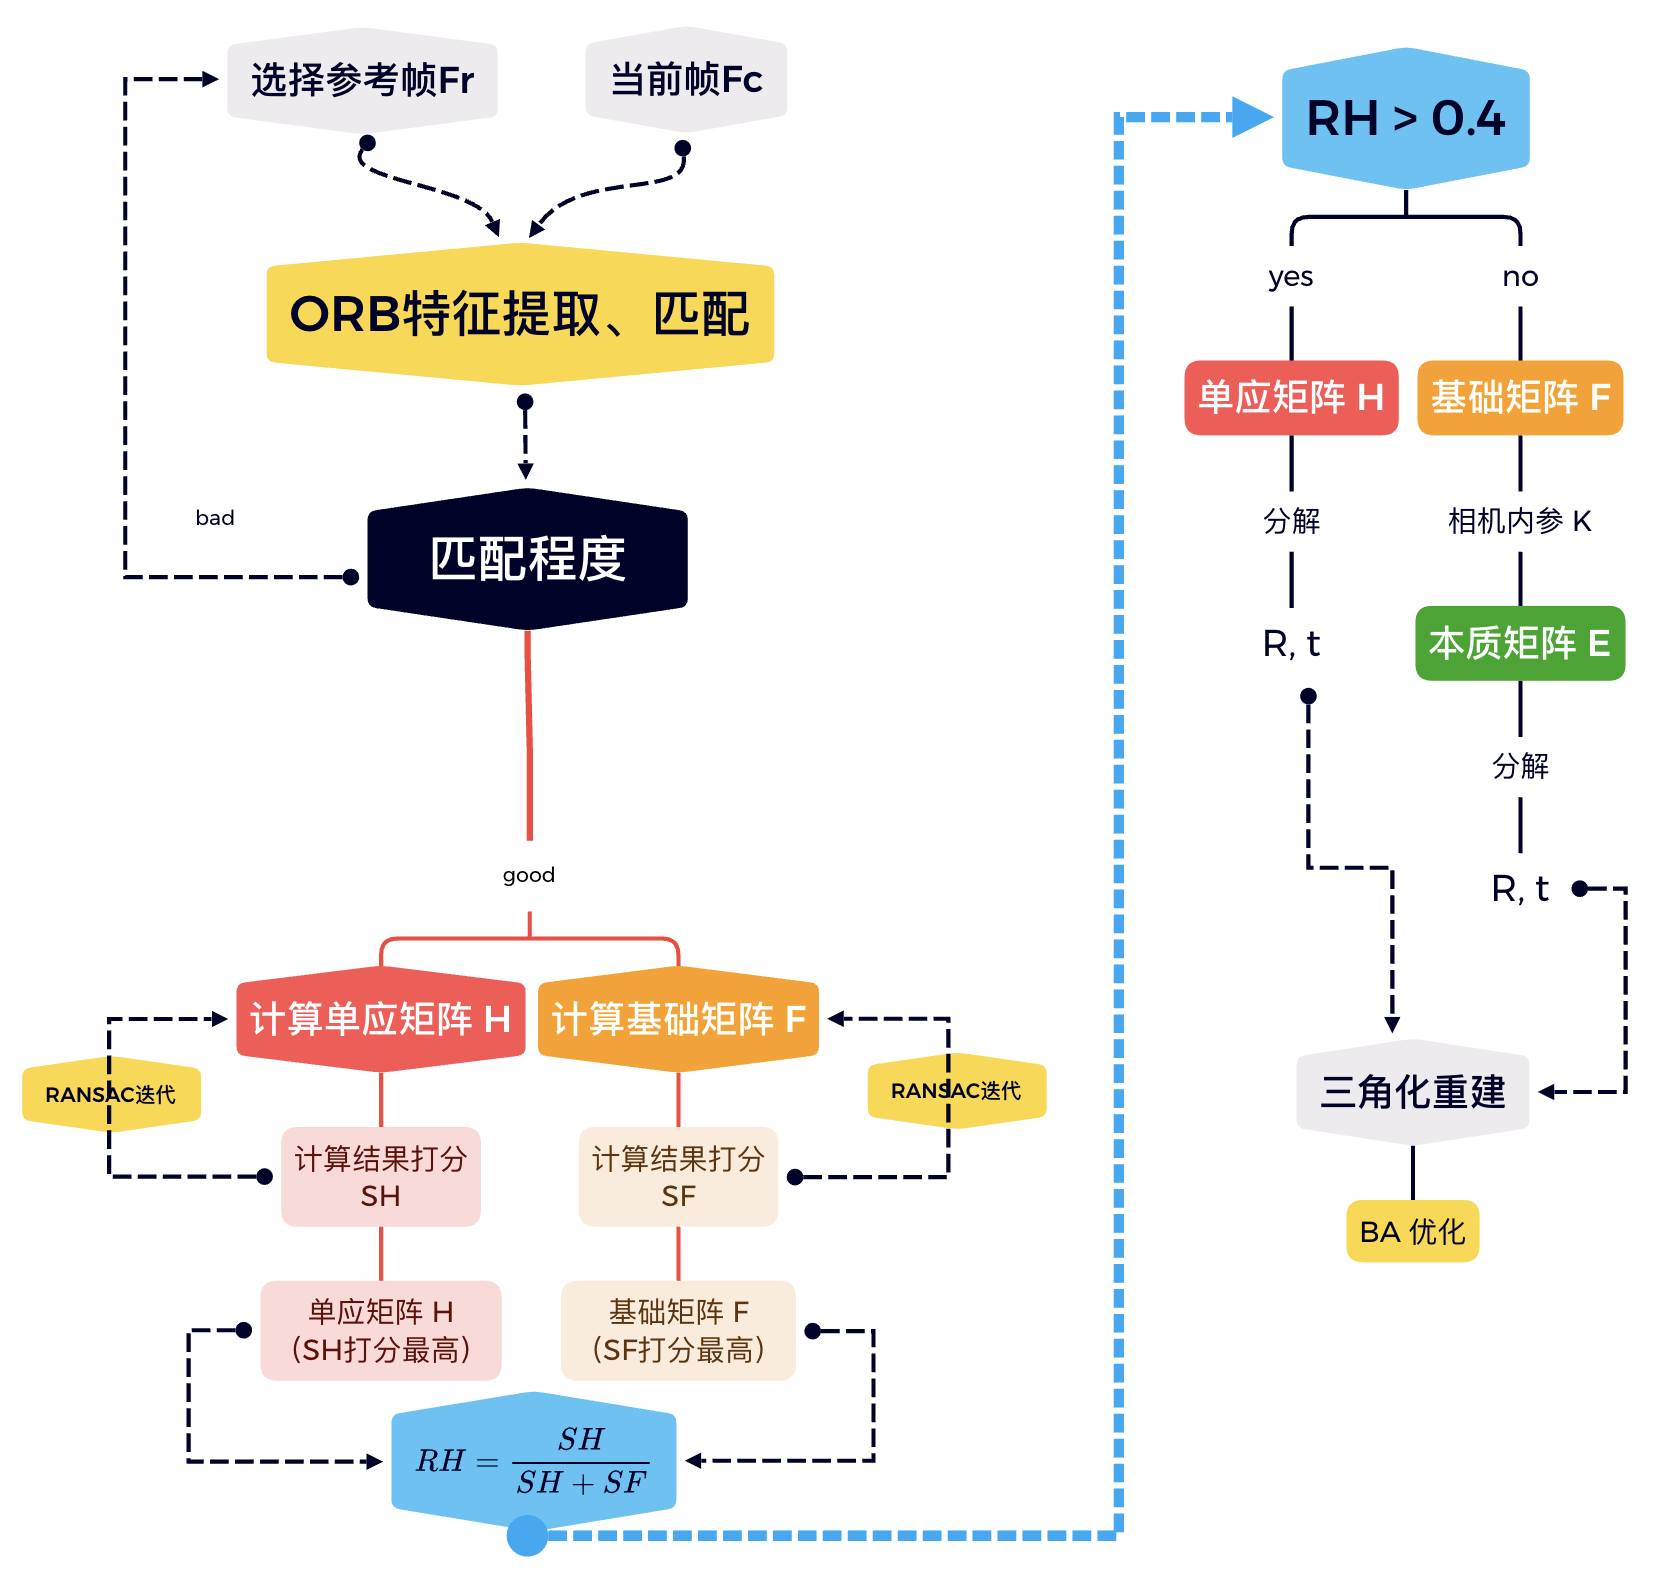 选择参考帧Fr
当前帧Fc
ORB特征提取、匹配
bad
匹配程度
good
计算单应矩阵 H
计算基础矩阵 F
RANSAC迭代
RANSAC迭代
计算结果打分
SH
计算结果打分
SF
单应矩阵 H
（SH打分最高）
基础矩阵 F
（SF打分最高）
RH = SH / (SH + SF)
RH > 0.4
yes
no
单应矩阵 H
基础矩阵 F
分解
相机内参 K
R, t
本质矩阵 E
分解
R, t
三角化重建
BA 优化